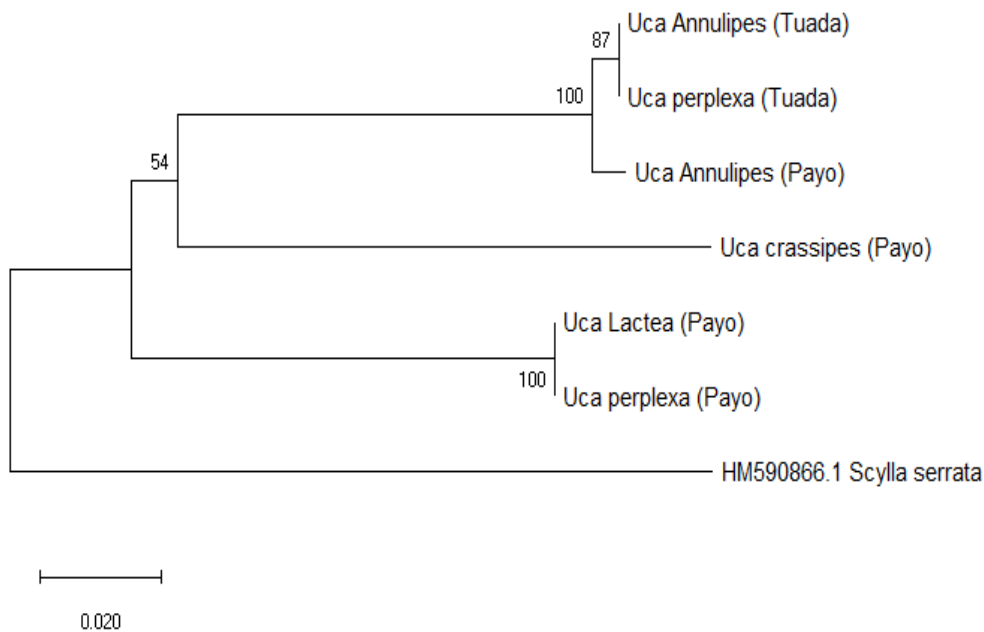 87
Uca Annulipes (Tuada)
100
Uca perplexa (Tuada)
54
Uca Annulipes (Payo)
Uca crassipes (Payo)
Uca Lactea (Payo)
100
Uca perplexa (Payo)
HM590866.1 Scylla serrata
0.020